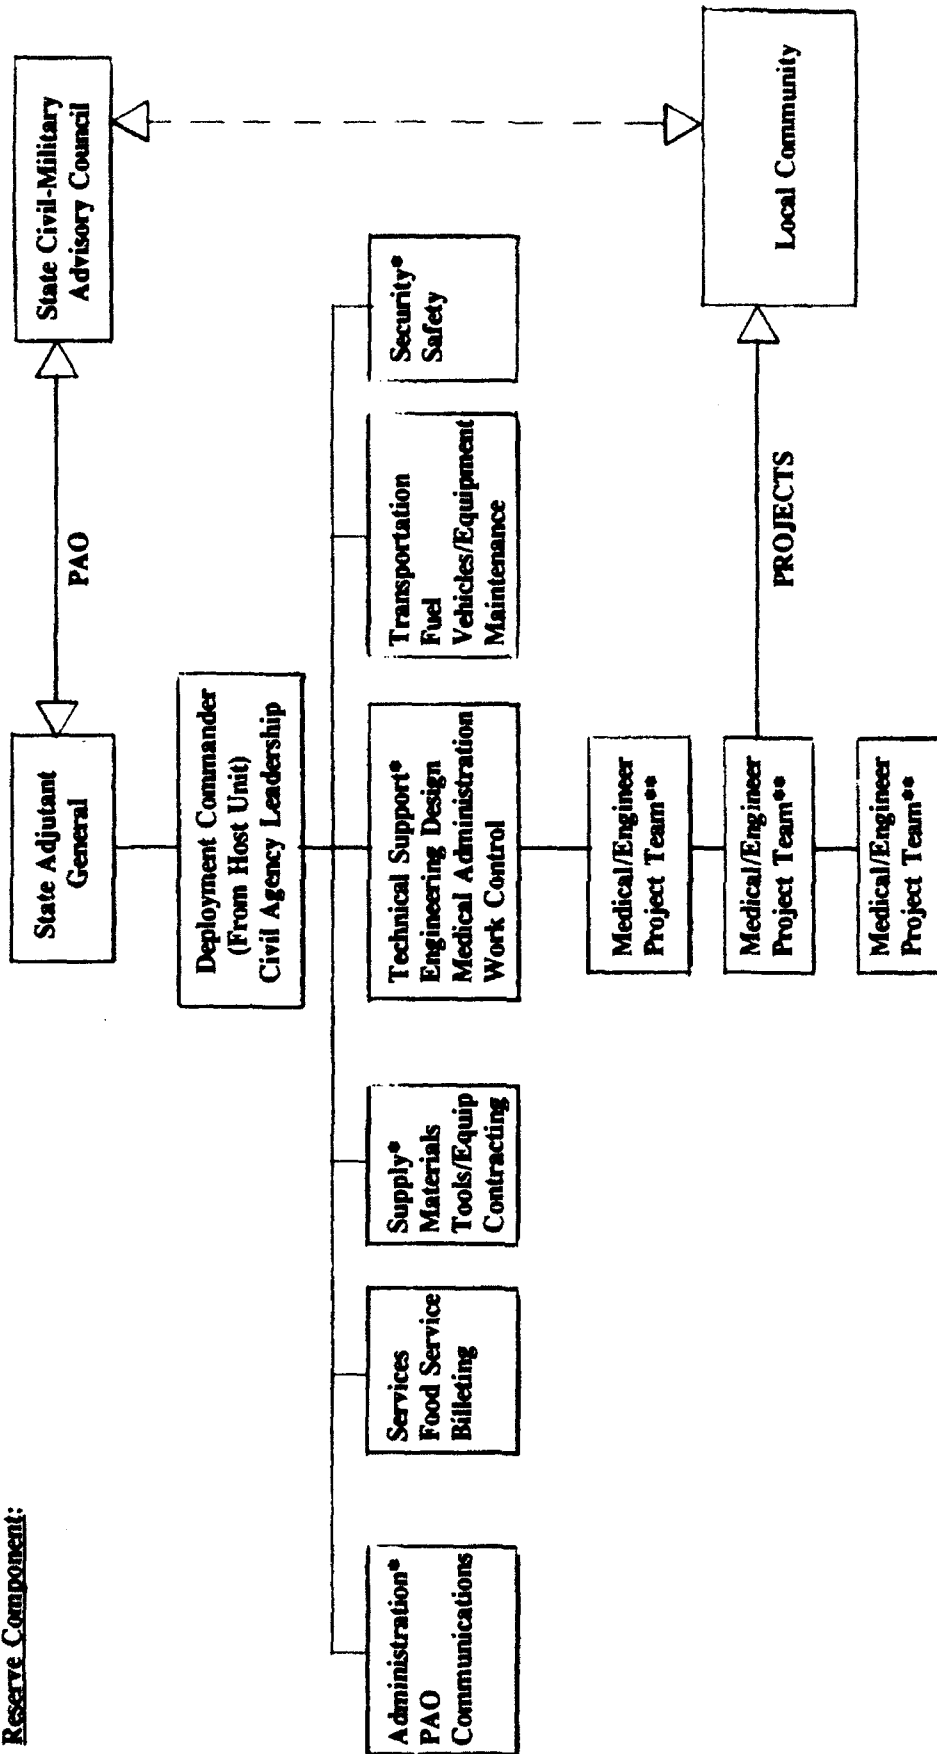 Reserve Component:
State Adjutant
General
PAO
State Civil-Military
Advisory Council
Deployment Commander
(From Host Unit)
Civil Agency Leadership
Administration*
PAO
Communications
Services
Food Service
Billeting
Supply*
Materials
Tools/Equip
Contracting
Technical Support*
Engineering Design
Medical Administration
Work Control
Transportation
Fuel
Vehicles/Equipment
Maintenance
Security*
Safety
Medical/Engineer
Project Team**
Medical/Engineer
Project Team**
Medical/Engineer
Project Team**
PROJECTS
Local Community